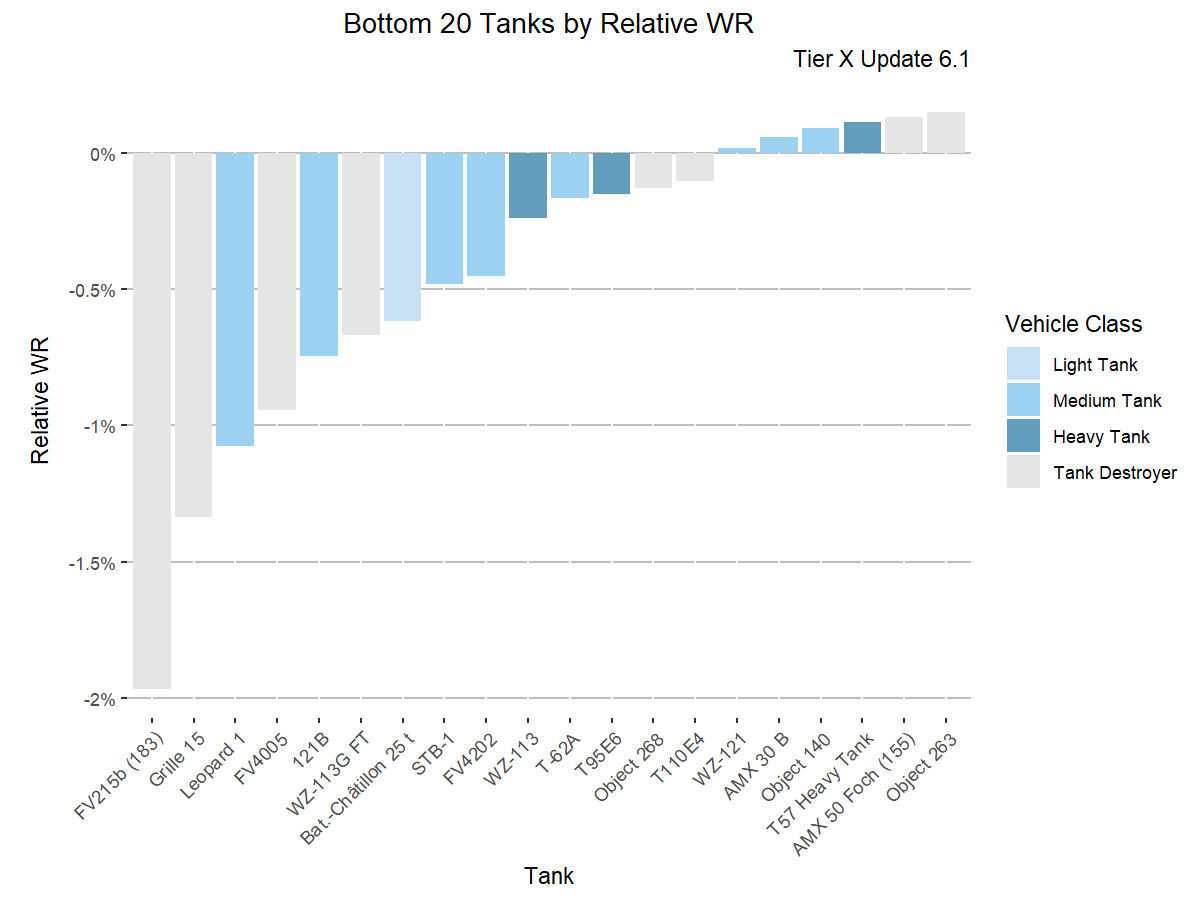 Bottom 20 Tanks by Relative WR
Tier X Update 6.1
0%
-0.5%
-1%
-1.5%
-2%
Relative WR
FV215b (183)
Grille 15
Leopard 1
FV4005
121B
WZ-113G FT
Bat.-Châtillon 25 t
STB-1
FV4202
WZ-113
T-62A
T95E6
Object 268
T110E4
WZ-121
AMX 30 B
Object 140
T57 Heavy Tank
AMX 50 Foch (155)
Object 263
Tank
Vehicle Class
Light Tank
Medium Tank
Heavy Tank
Tank Destroyer